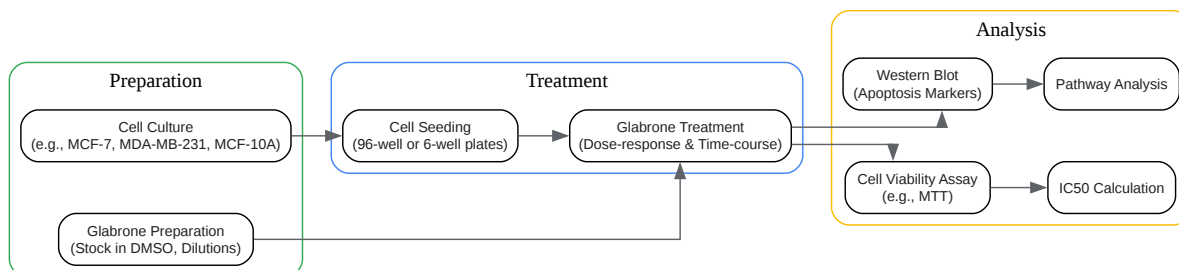 Preparation
Cell Culture
(e.g., MCF-7, MDA-MB-231, MCF-10A)
Glabrone Preparation
(Stock in DMSO, Dilutions)
Treatment
Cell Seeding
(96-well or 6-well plates)
Glabrone Treatment
(Dose-response & Time-course)
Analysis
Western Blot
(Apoptosis Markers)
Pathway Analysis
Cell Viability Assay
(e.g., MTT)
IC50 Calculation